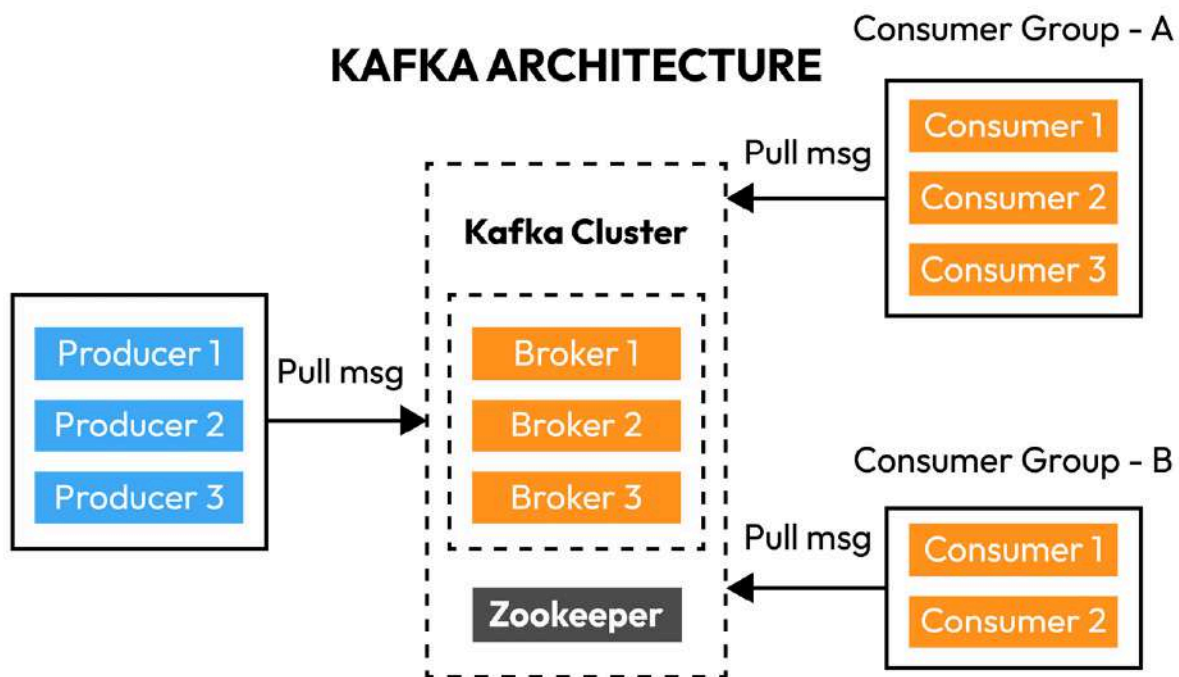 KAFKA ARCHITECTURE
Producer 1
Producer 2
Producer 3
Pull msg
Kafka Cluster
Broker 1
Broker 2
Broker 3
Zookeeper
Consumer Group - A
Pull msg
Consumer 1
Consumer 2
Consumer 3
Consumer Group - B
Pull msg
Consumer 1
Consumer 2